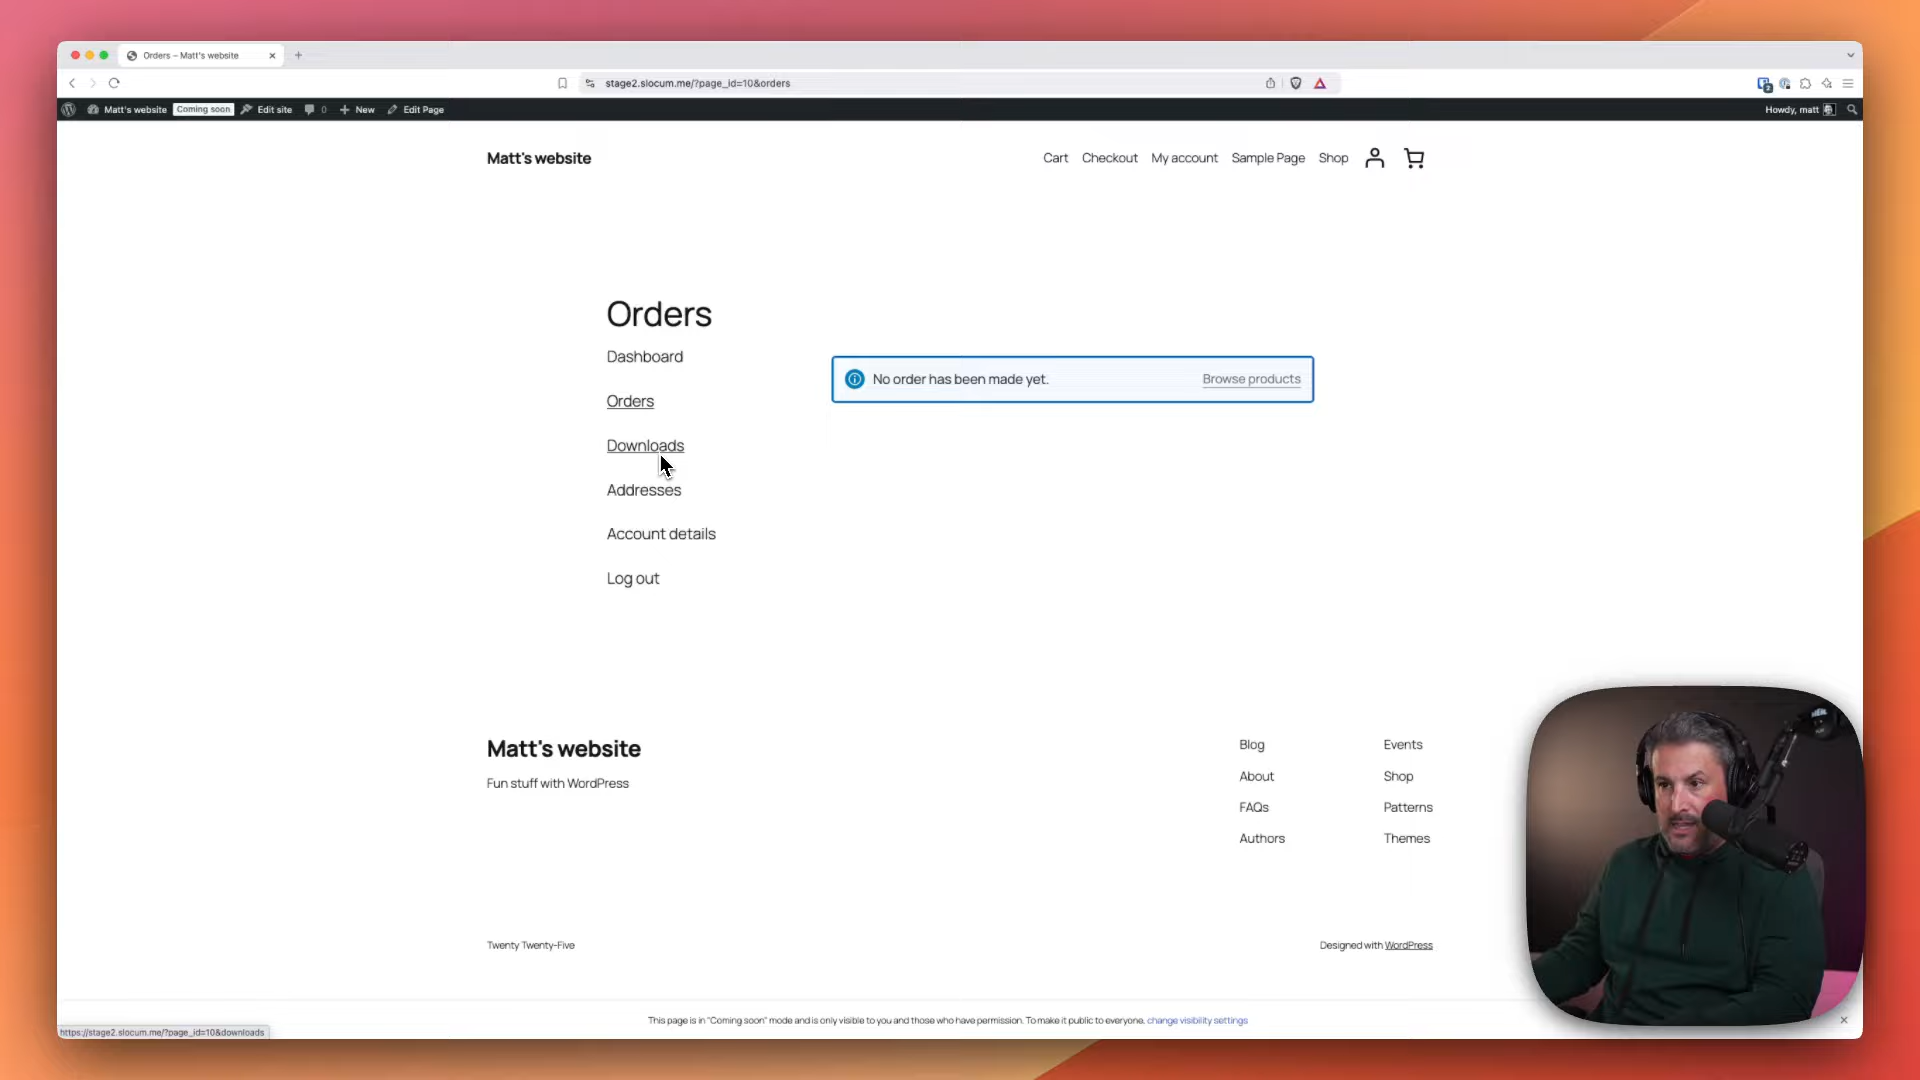 Orders – Matt's website
stage2.slocum.me/?page_id=10&orders
Matt's website Coming soon Edit site 0 New Edit Page Howdy, matt
Matt's website
Cart Checkout My account Sample Page Shop
Orders
Dashboard
Orders
Downloads
Addresses
Account details
Log out
No order has been made yet. Browse products
Matt's website
Fun stuff with WordPress
Blog
About
FAQs
Authors
Events
Shop
Patterns
Themes
Twenty Twenty-Five
Designed with WordPress
This page is in "Coming soon" mode and is only visible to you and those who have permission. To make it public to everyone, change visibility settings
https://stage2.slocum.me/?page_id=10&downloads